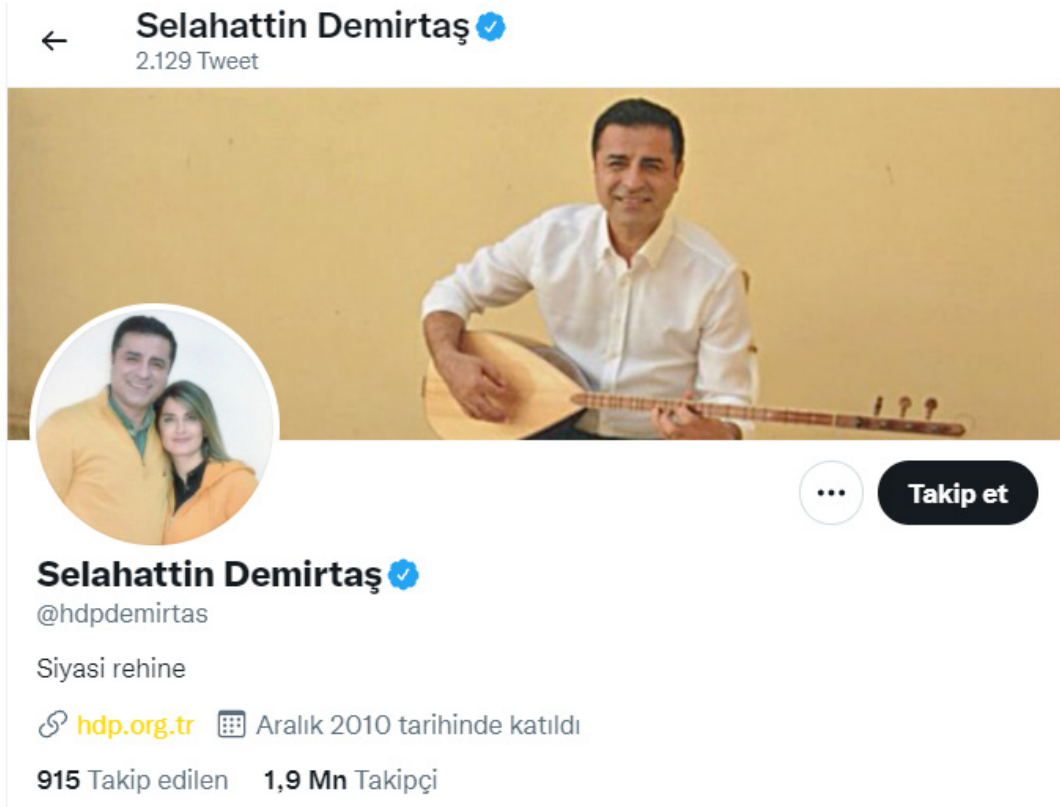 Selahattin Demirtaş
2.129 Tweet
Takip et
Selahattin Demirtaş
@hdpdemirtas
Siyasi rehine
hdp.org.tr Aralık 2010 tarihinde katıldı
915 Takip edilen 1,9 Mn Takipçi